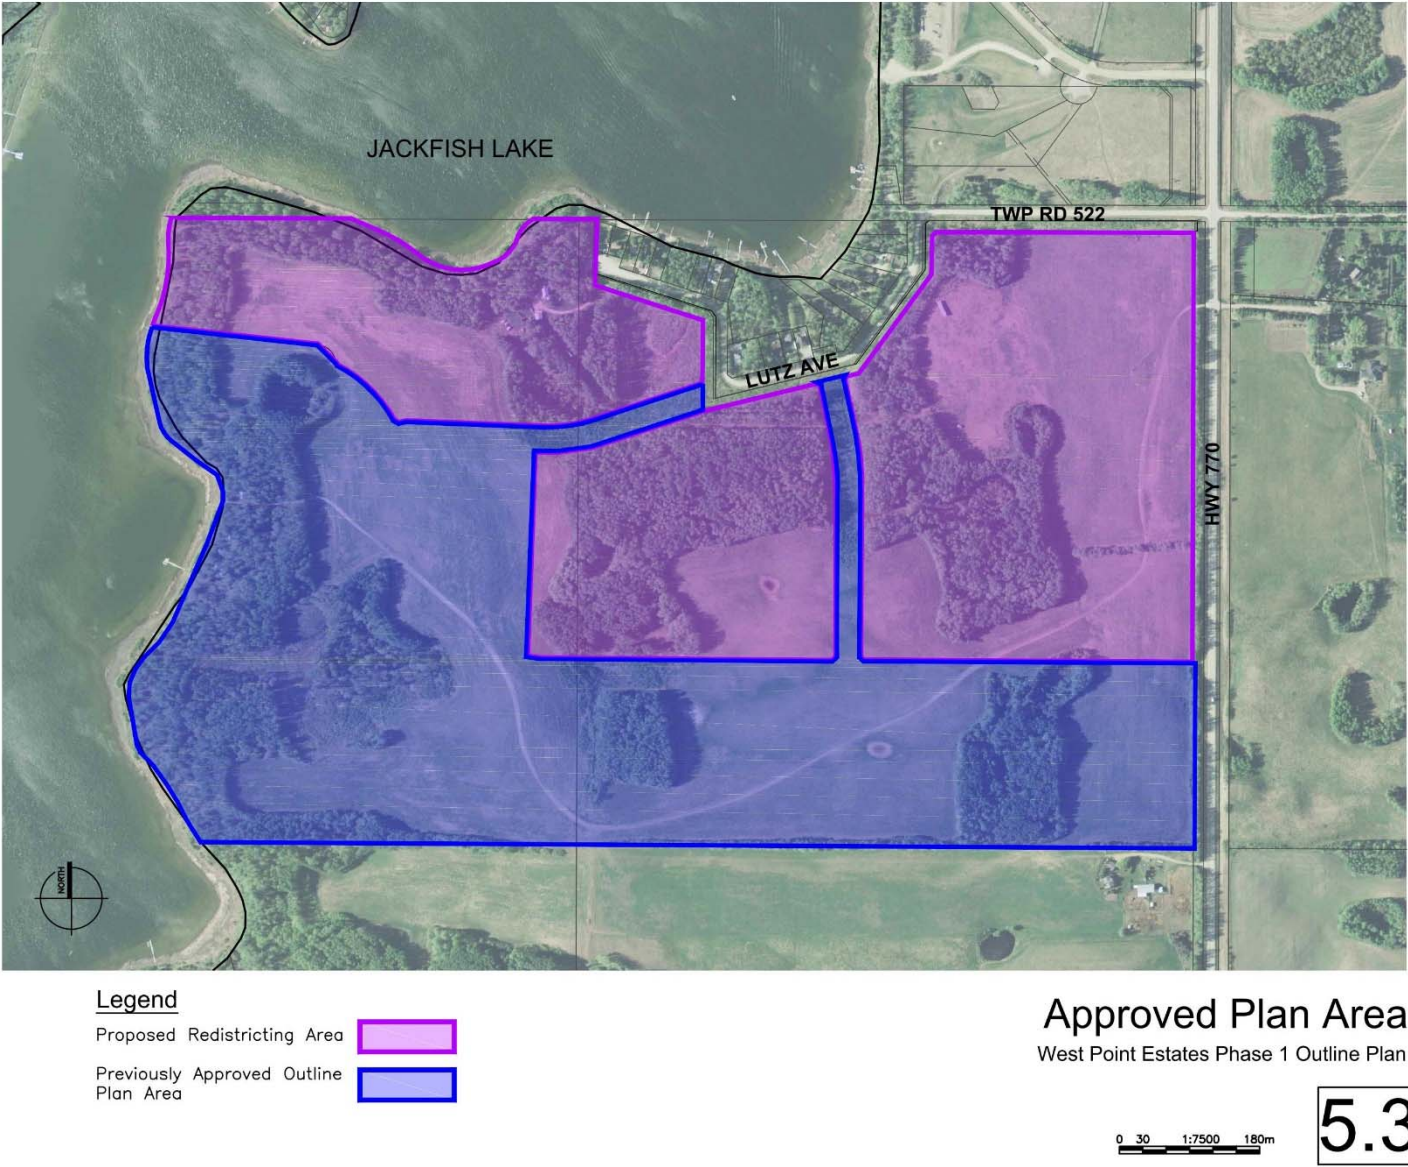 JACKFISH LAKE
TWP RD 522
LUTZ AVE
HWY 770
NORTH
Legend
Proposed Redistricting Area
Previously Approved Outline
Plan Area
Approved Plan Area
West Point Estates Phase 1 Outline Plan
0 30 1:7500 180m
5.3